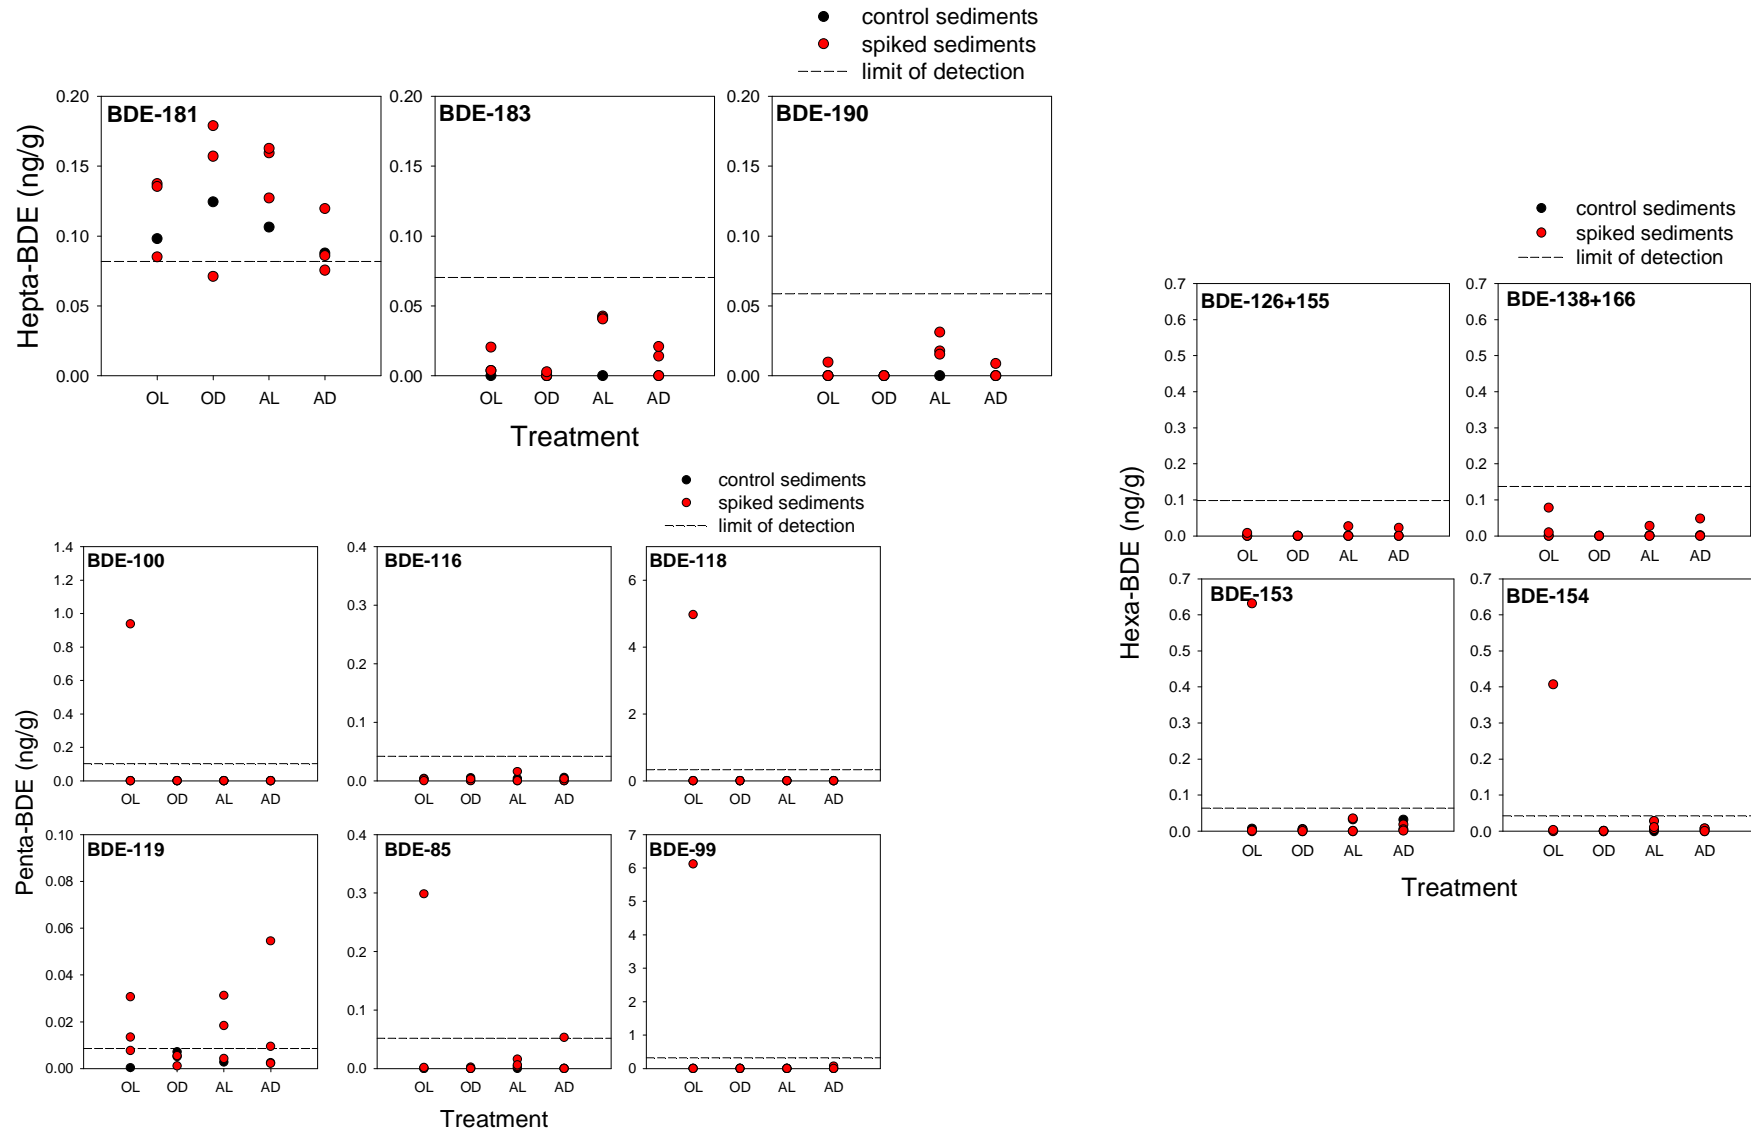 control sediments
spiked sediments
limit of detection
Hepta-BDE (ng/g)
BDE-181
0.20
0.15
0.10
0.05
0.00
OL OD AL AD
BDE-183
0.20
0.15
0.10
0.05
0.00
OL OD AL AD
BDE-190
0.20
0.15
0.10
0.05
0.00
OL OD AL AD
Treatment
control sediments
spiked sediments
limit of detection
Penta-BDE (ng/g)
BDE-100
1.4
1.2
1.0
0.8
0.6
0.4
0.2
0.0
OL OD AL AD
BDE-116
0.4
0.3
0.2
0.1
0.0
OL OD AL AD
BDE-118
6
4
2
0
OL OD AL AD
BDE-119
0.10
0.08
0.06
0.04
0.02
0.00
OL OD AL AD
BDE-85
0.4
0.3
0.2
0.1
0.0
OL OD AL AD
BDE-99
7
6
5
4
3
2
1
0
OL OD AL AD
Treatment
control sediments
spiked sediments
limit of detection
Hexa-BDE (ng/g)
BDE-126+155
0.7
0.6
0.5
0.4
0.3
0.2
0.1
0.0
OL OD AL AD
BDE-138+166
0.7
0.6
0.5
0.4
0.3
0.2
0.1
0.0
OL OD AL AD
BDE-153
0.7
0.6
0.5
0.4
0.3
0.2
0.1
0.0
OL OD AL AD
BDE-154
0.7
0.6
0.5
0.4
0.3
0.2
0.1
0.0
OL OD AL AD
Treatment